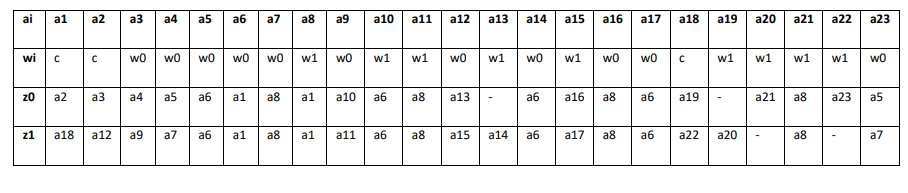 ai a1 a2 a3 a4 a5 a6 a7 a8 a9 a10 a11 a12 a13 a14 a15 a16 a17 a18 a19 a20 a21 a22 a23
wi c c w0 w0 w0 w0 w0 w1 w0 w1 w1 w0 w1 w0 w1 w0 w0 c w1 w1 w1 w1 w0
z0 a2 a3 a4 a5 a6 a1 a8 a1 a10 a6 a8 a13 - a6 a16 a8 a6 a19 - a21 a8 a23 a5
z1 a18 a12 a9 a7 a6 a1 a8 a1 a11 a6 a8 a15 a14 a6 a17 a8 a6 a22 a20 - a8 - a7